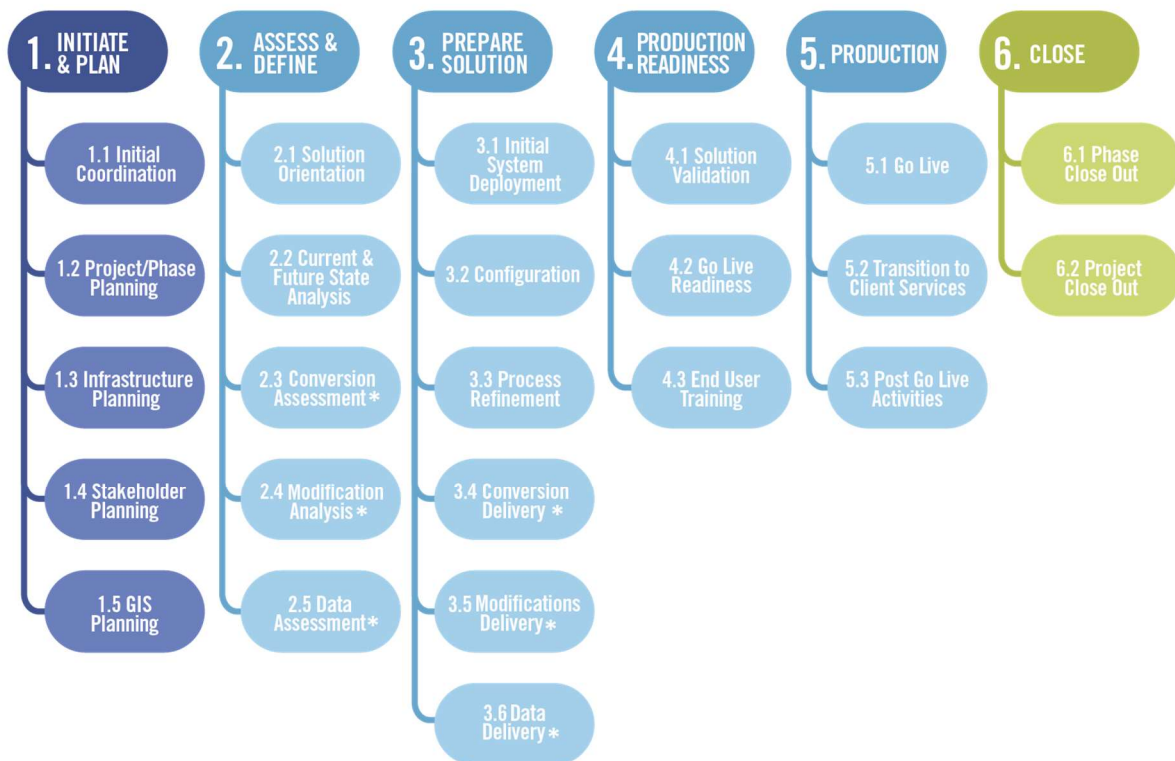 1. INITIATE
& PLAN
1.1 Initial
Coordination
1.2 Project/Phase
Planning
1.3 Infrastructure
Planning
1.4 Stakeholder
Planning
1.5 GIS
Planning
2. ASSESS &
DEFINE
2.1 Solution
Orientation
2.2 Current &
Future State
Analysis
2.3 Conversion
Assessment*
2.4 Modification
Analysis*
2.5 Data
Assessment*
3. PREPARE
SOLUTION
3.1 Initial
System
Deployment
3.2 Configuration
3.3 Process
Refinement
3.4 Conversion
Delivery *
3.5 Modifications
Delivery*
3.6 Data
Delivery*
4. PRODUCTION
READINESS
4.1 Solution
Validation
4.2 Go Live
Readiness
4.3 End User
Training
5. PRODUCTION
5.1 Go Live
5.2 Transition to
Client Services
5.3 Post Go Live
Activities
6. CLOSE
6.1 Phase
Close Out
6.2 Project
Close Out